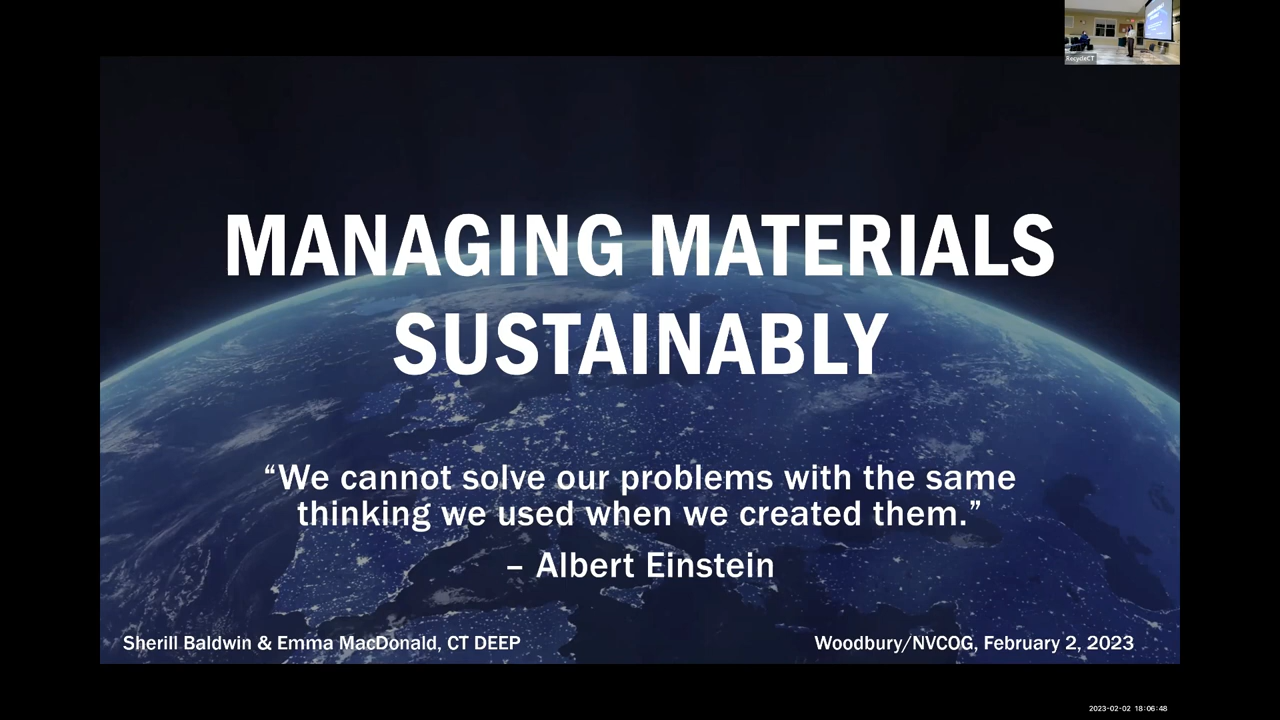 RecycleCT
MANAGING MATERIALS
SUSTAINABLY
“We cannot solve our problems with the same
thinking we used when we created them.”
– Albert Einstein
Sherill Baldwin & Emma MacDonald, CT DEEP
Woodbury/NVCOG, February 2, 2023
2023-02-02 18:06:48